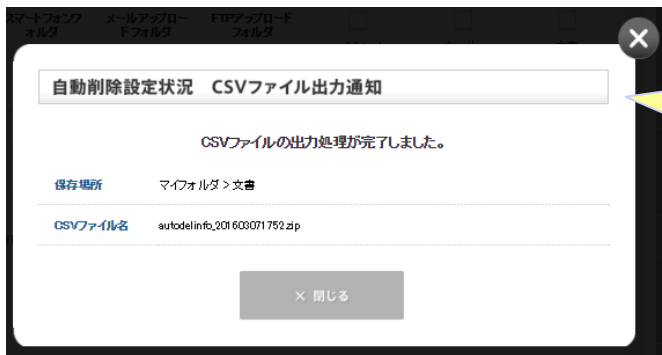 スマートフォンフォルダ
メールアップロードフォルダ
FTPアップロードフォルダ
自動削除設定状況 CSVファイル出力通知
CSVファイルの出力処理が完了しました。
保存場所 マイフォルダ > 文書
CSVファイル名 autodelinfo_201603071752.zip
× 閉じる